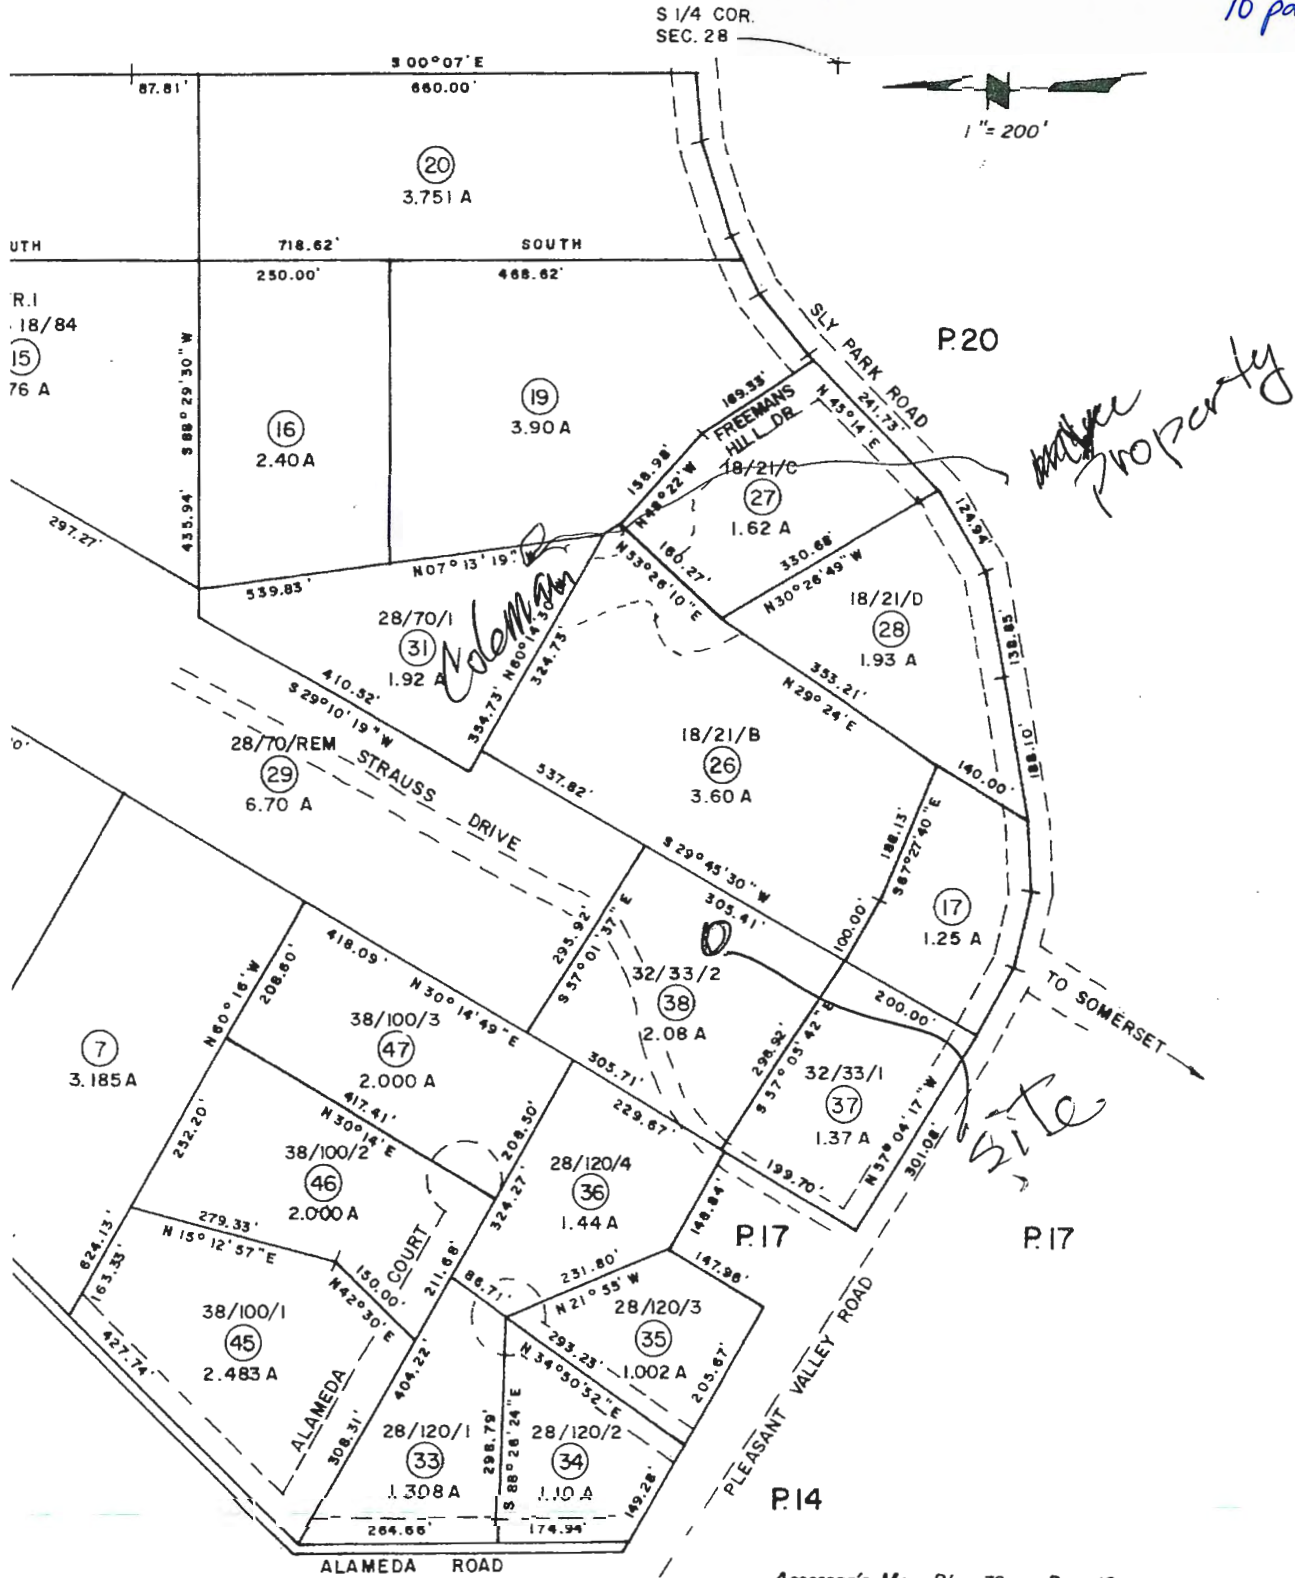 S 1/4 COR.
SEC. 28
10
S 00°07'E
87.81'
660.00'
N
1"= 200'
20
3.751 A
UTH
718.62'
SOUTH
250.00'
468.62'
R.1
18/84
15
76 A
S 88°29'30"W
435.94'
16
2.40 A
19
3.90 A
SLY PARK ROAD
P.20
Property
169.33'
FREEMANS
HILL DR
N 45°14'E
241.73'
158.98'
N48°22'W
18/21/C
27
1.62 A
124.94'
297.27'
539.83'
N07°13'19"
Coleman
160.27'
N53°26'10"E
330.68'
N30°26'49"W
28/70/1
31
1.92 A
N60°14'30"W
324.73'
354.73'
18/21/D
28
1.93 A
138.85'
410.52'
S 29°10'19"W
353.21'
N 29°24'E
188.10'
28/70/REM
29
6.70 A
STRAUSS
DRIVE
537.82'
18/21/B
26
3.60 A
140.00'
188.13'
S67°27'40"E
S 29°45'30"W
305.41'
100.00'
17
1.25 A
295.92'
S 57°01'37"E
32/33/2
38
2.08 A
200.00'
TO SOMERSET
418.09'
N 30°14'49"E
N60°16'W
208.60'
7
3.185 A
38/100/3
47
2.000 A
305.71'
229.67'
298.92'
S 57°05'42"E
32/33/1
37
1.37 A
N 57°04'17"W
301.08'
Site
417.41'
N 30°14'E
208.50'
324.27'
252.20'
38/100/2
46
2.000 A
28/120/4
36
1.44 A
199.70'
148.84'
P.17
P.17
279.33'
N 15°12'57"E
624.13'
163.33'
150.00'
N42°30'E
COURT
211.68'
86.71'
231.80'
N21°55'W
147.96'
38/100/1
45
2.483 A
28/120/3
35
1.002 A
427.74'
404.22'
293.23'
N 34°50'52"E
205.67'
PLEASANT VALLEY ROAD
ALAMEDA
308.31'
28/120/1
33
1.308 A
298.79'
S 88°26'24"E
28/120/2
34
1.10 A
149.28'
P.14
264.66'
174.94'
ALAMEDA ROAD